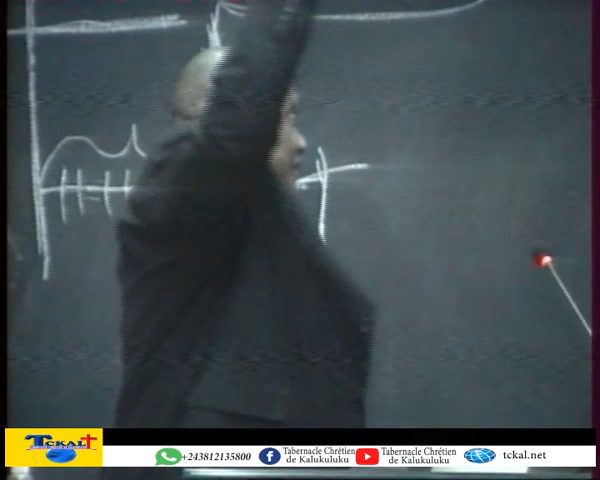 TCKAL
+243812135800
Tabernacle Chrétien
de Kalukuluku
Tabernacle Chrétien
de Kalukuluku
tckal.net